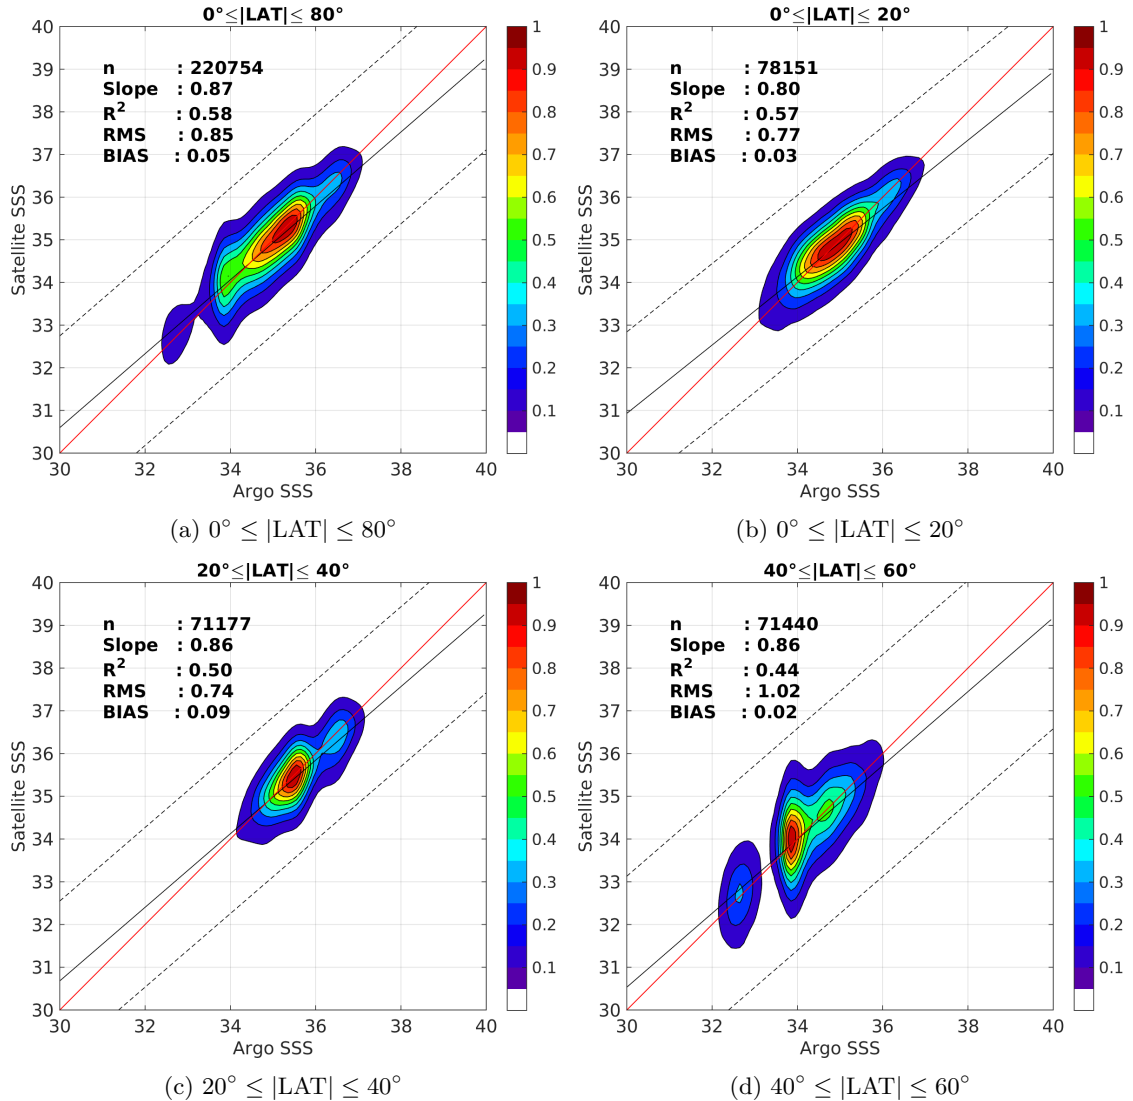 0°≤|LAT|≤ 80°
n : 220754
Slope : 0.87
R² : 0.58
RMS : 0.85
BIAS : 0.05
Satellite SSS
40
39
38
37
36
35
34
33
32
31
30
30 32 34 36 38 40
Argo SSS
1
0.9
0.8
0.7
0.6
0.5
0.4
0.3
0.2
0.1
(a) 0° ≤ |LAT| ≤ 80°
0°≤|LAT|≤ 20°
n : 78151
Slope : 0.80
R² : 0.57
RMS : 0.77
BIAS : 0.03
Satellite SSS
40
39
38
37
36
35
34
33
32
31
30
30 32 34 36 38 40
Argo SSS
1
0.9
0.8
0.7
0.6
0.5
0.4
0.3
0.2
0.1
(b) 0° ≤ |LAT| ≤ 20°
20°≤|LAT|≤ 40°
n : 71177
Slope : 0.86
R² : 0.50
RMS : 0.74
BIAS : 0.09
Satellite SSS
40
39
38
37
36
35
34
33
32
31
30
30 32 34 36 38 40
Argo SSS
1
0.9
0.8
0.7
0.6
0.5
0.4
0.3
0.2
0.1
(c) 20° ≤ |LAT| ≤ 40°
40°≤|LAT|≤ 60°
n : 71440
Slope : 0.86
R² : 0.44
RMS : 1.02
BIAS : 0.02
Satellite SSS
40
39
38
37
36
35
34
33
32
31
30
30 32 34 36 38 40
Argo SSS
1
0.9
0.8
0.7
0.6
0.5
0.4
0.3
0.2
0.1
(d) 40° ≤ |LAT| ≤ 60°